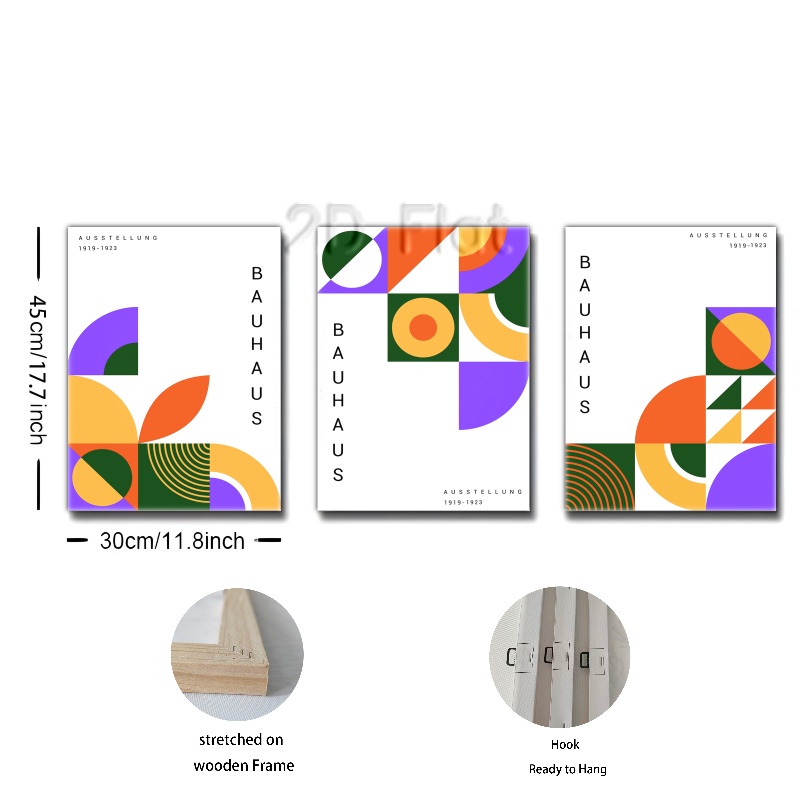 2D Flat
AUSSTELLUNG
1919-1923
BAUHAUS
BAUHAUS
AUSSTELLUNG
1919-1923
AUSSTELLUNG
1919-1923
BAUHAUS
45cm/17.7inch
30cm/11.8inch
stretched on
wooden Frame
Hook
Ready to Hang